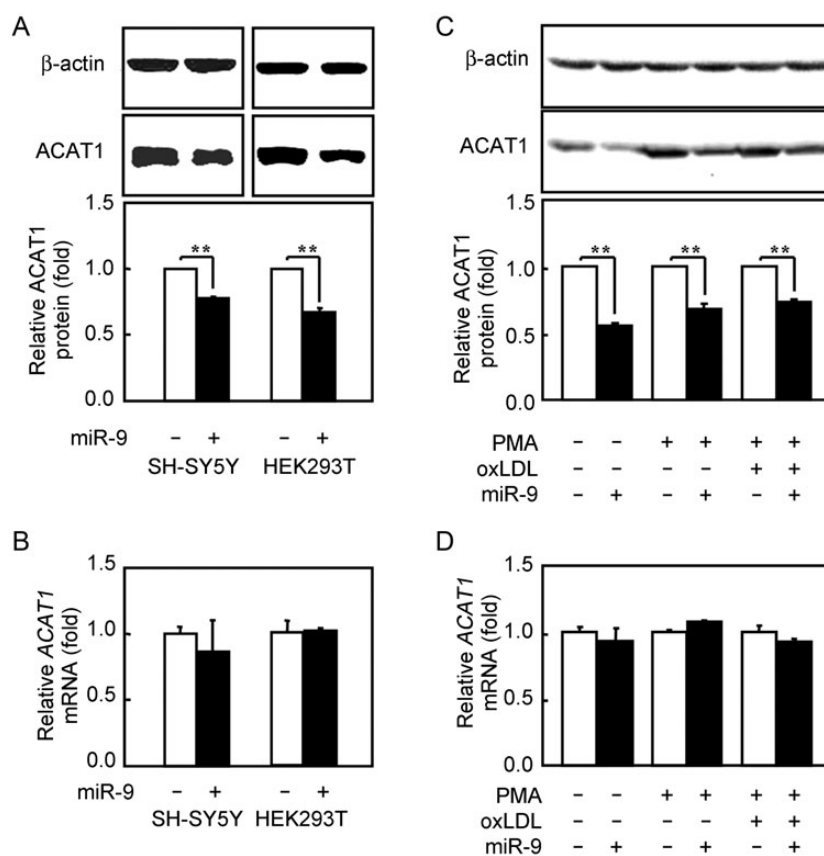 A
β-actin
ACAT1
Relative ACAT1
protein (fold)
1.5
1.0
0.5
0.0
** **
miR-9 − + − +
SH-SY5Y HEK293T
B
Relative ACAT1
mRNA (fold)
1.5
1.0
0.5
0.0
miR-9 − + − +
SH-SY5Y HEK293T
C
β-actin
ACAT1
Relative ACAT1
protein (fold)
1.5
1.0
0.5
0.0
** ** **
PMA − − + + + +
oxLDL − − − − + +
miR-9 − + − + − +
D
Relative ACAT1
mRNA (fold)
1.5
1.0
0.5
1.0
PMA − − + + + +
oxLDL − − − − + +
miR-9 − + − + − +